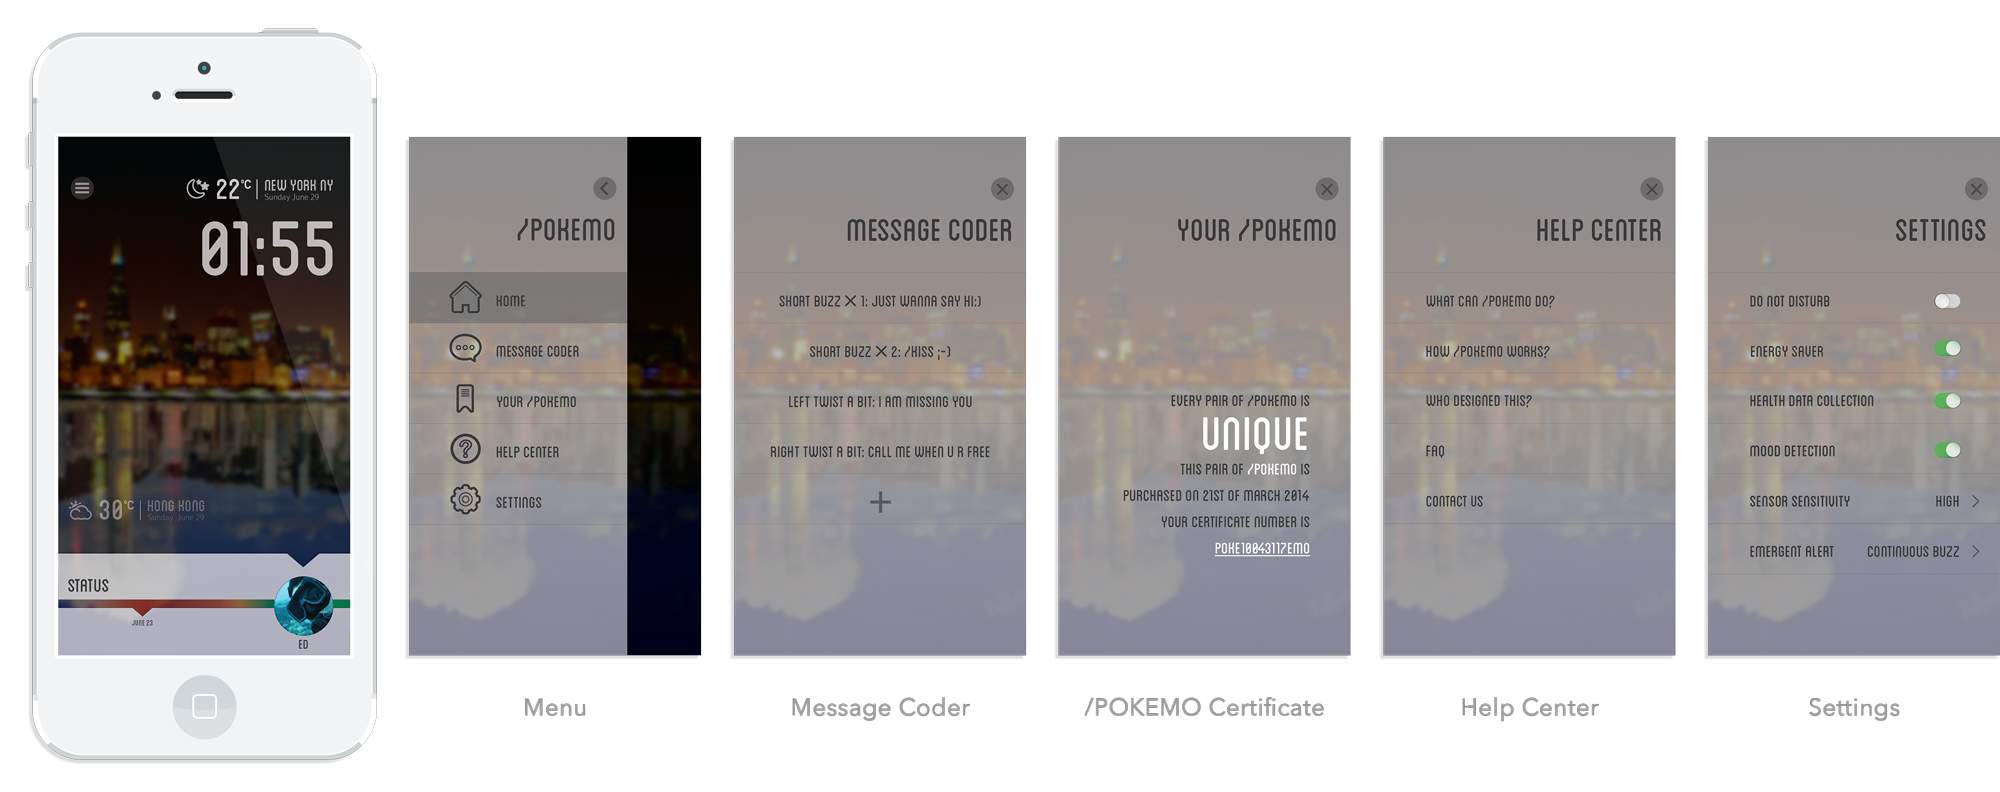 22°C | NEW YORK NY
Sunday June 29
01:55
30°C | HONG KONG
Sunday June 29
STATUS
JUNE 23
ED
/POKEMO
HOME
MESSAGE CODER
YOUR /POKEMO
HELP CENTER
SETTINGS
Menu
MESSAGE CODER
SHORT BUZZ × 1: JUST WANNA SAY HI:)
SHORT BUZZ × 2: /KISS ;-)
LEFT TWIST A BIT: I AM MISSING YOU
RIGHT TWIST A BIT: CALL ME WHEN U R FREE
+
Message Coder
YOUR /POKEMO
EVERY PAIR OF /POKEMO IS
UNIQUE
THIS PAIR OF /POKEMO IS
PURCHASED ON 21ST OF MARCH 2014
YOUR CERTIFICATE NUMBER IS
POKE10043117EMO
/POKEMO Certificate
HELP CENTER
WHAT CAN /POKEMO DO?
HOW /POKEMO WORKS?
WHO DESIGNED THIS?
FAQ
CONTACT US
Help Center
SETTINGS
DO NOT DISTURB
ENERGY SAVER
HEALTH DATA COLLECTION
MOOD DETECTION
SENSOR SENSITIVITY HIGH >
EMERGENT ALERT CONTINUOUS BUZZ >
Settings